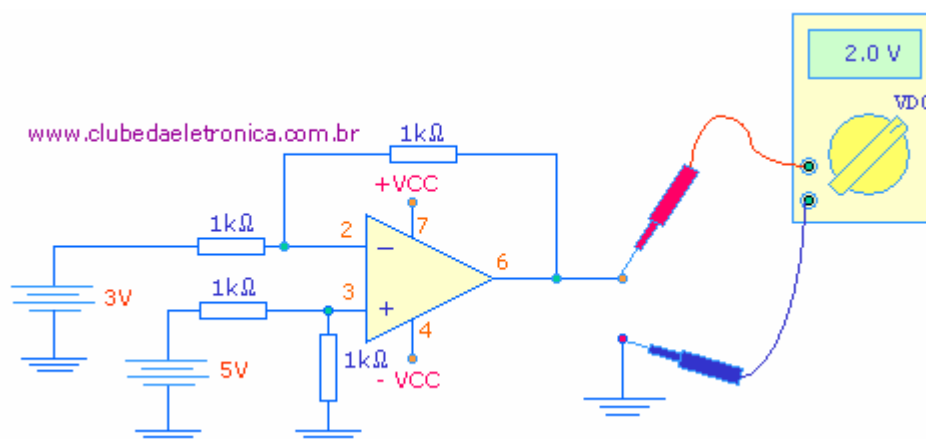 2.0 V
VDC
www.clubedaeletronica.com.br
1kΩ
+VCC
7
1kΩ
2
−
6
3V
1kΩ
3
+
4
5V
1kΩ
- VCC